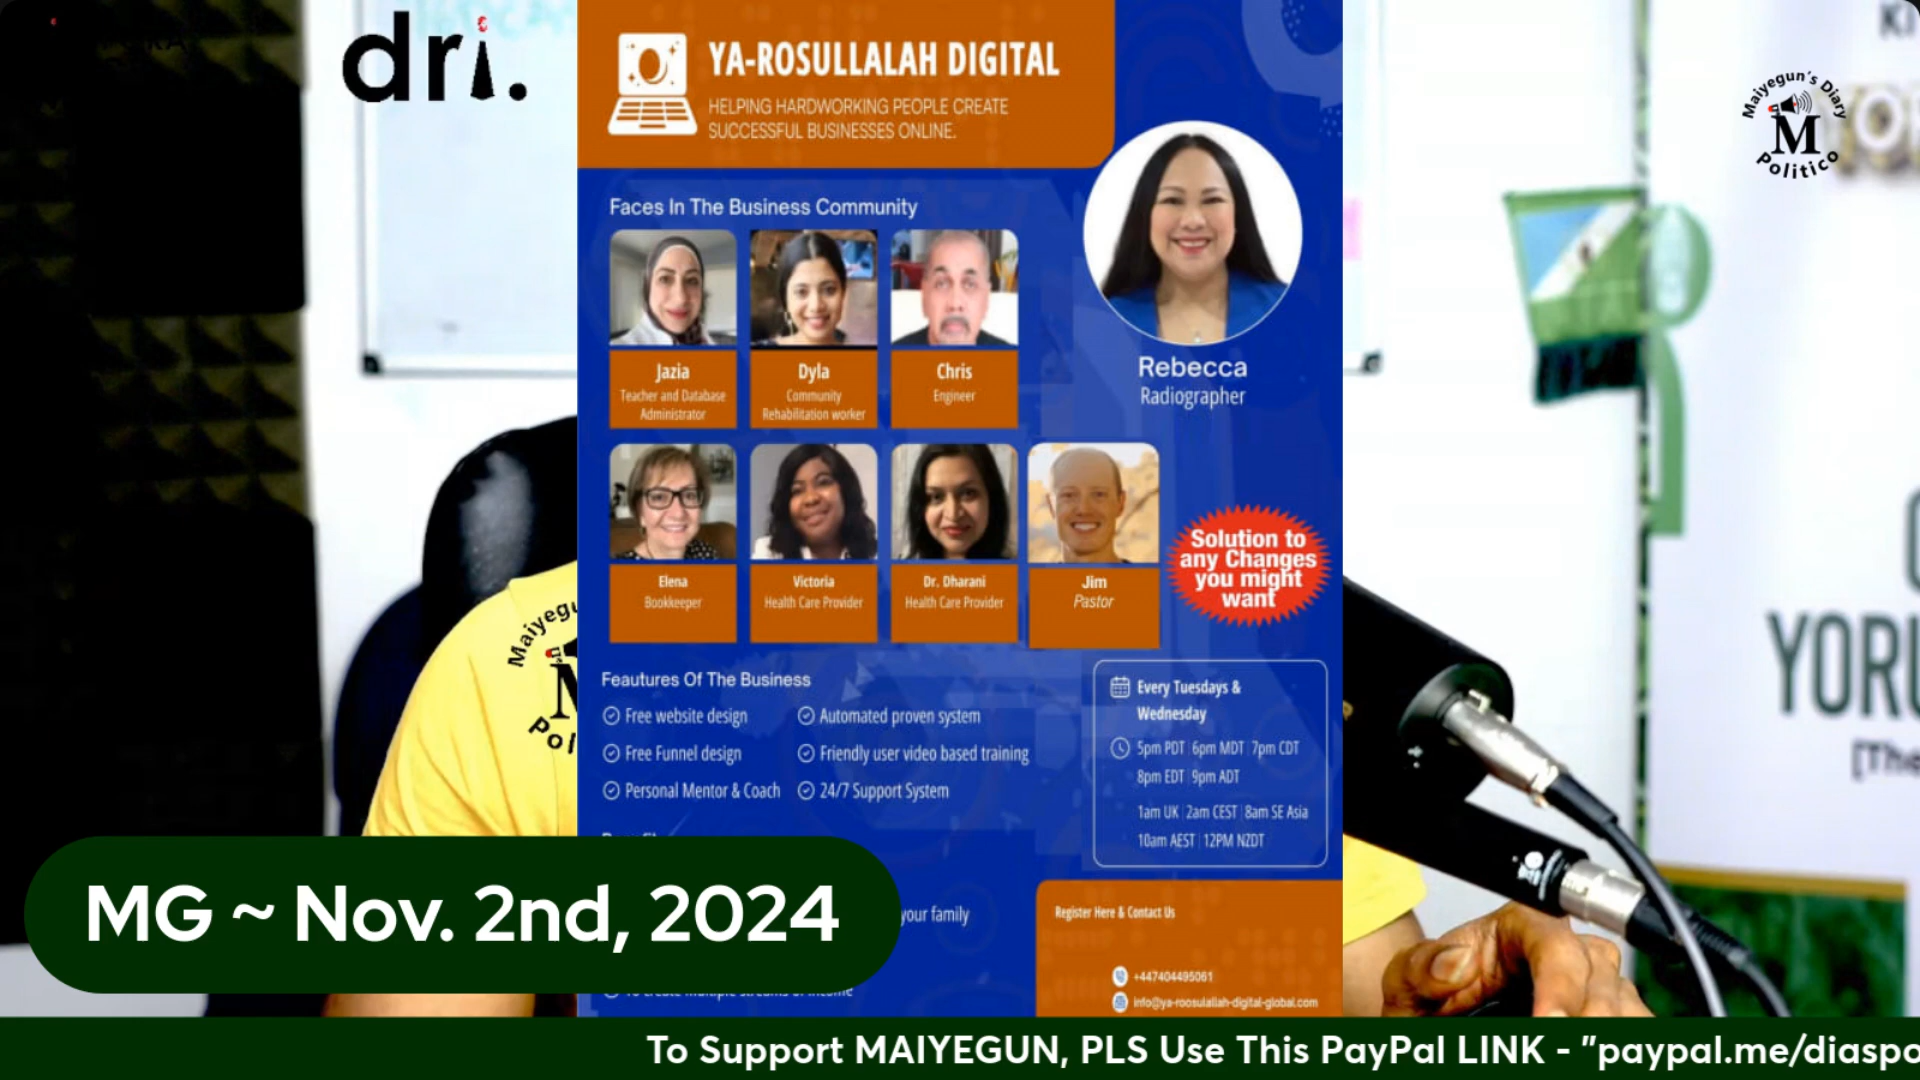 dri.
YA-ROSULLALAH DIGITAL
HELPING HARDWORKING PEOPLE CREATE
SUCCESSFUL BUSINESSES ONLINE.
Maiyegun's Diary
M
Politico
Faces In The Business Community
Jazia
Teacher and Database
Administrator
Dyla
Community
Rehabilitation worker
Chris
Engineer
Rebecca
Radiographer
Elena
Bookkeeper
Victoria
Health Care Provider
Dr. Dharani
Health Care Provider
Jim
Pastor
Solution to
any Changes
you might
want
YORU
[The
Feautures Of The Business
Free website design
Automated proven system
Free Funnel design
Friendly user video based training
Personal Mentor & Coach
24/7 Support System
Every Tuesdays &
Wednesday
5pm PDT | 6pm MDT | 7pm CDT
8pm EDT | 9pm ADT
1am UK | 2am CEST | 8am SE Asia
10am AEST | 12PM NZDT
your family
MG ~ Nov. 2nd, 2024
Register Here & Contact Us
+447404495061
info@ya-roosulallah-digital-global.com
To Support MAIYEGUN, PLS Use This PayPal LINK - "paypal.me/diaspo